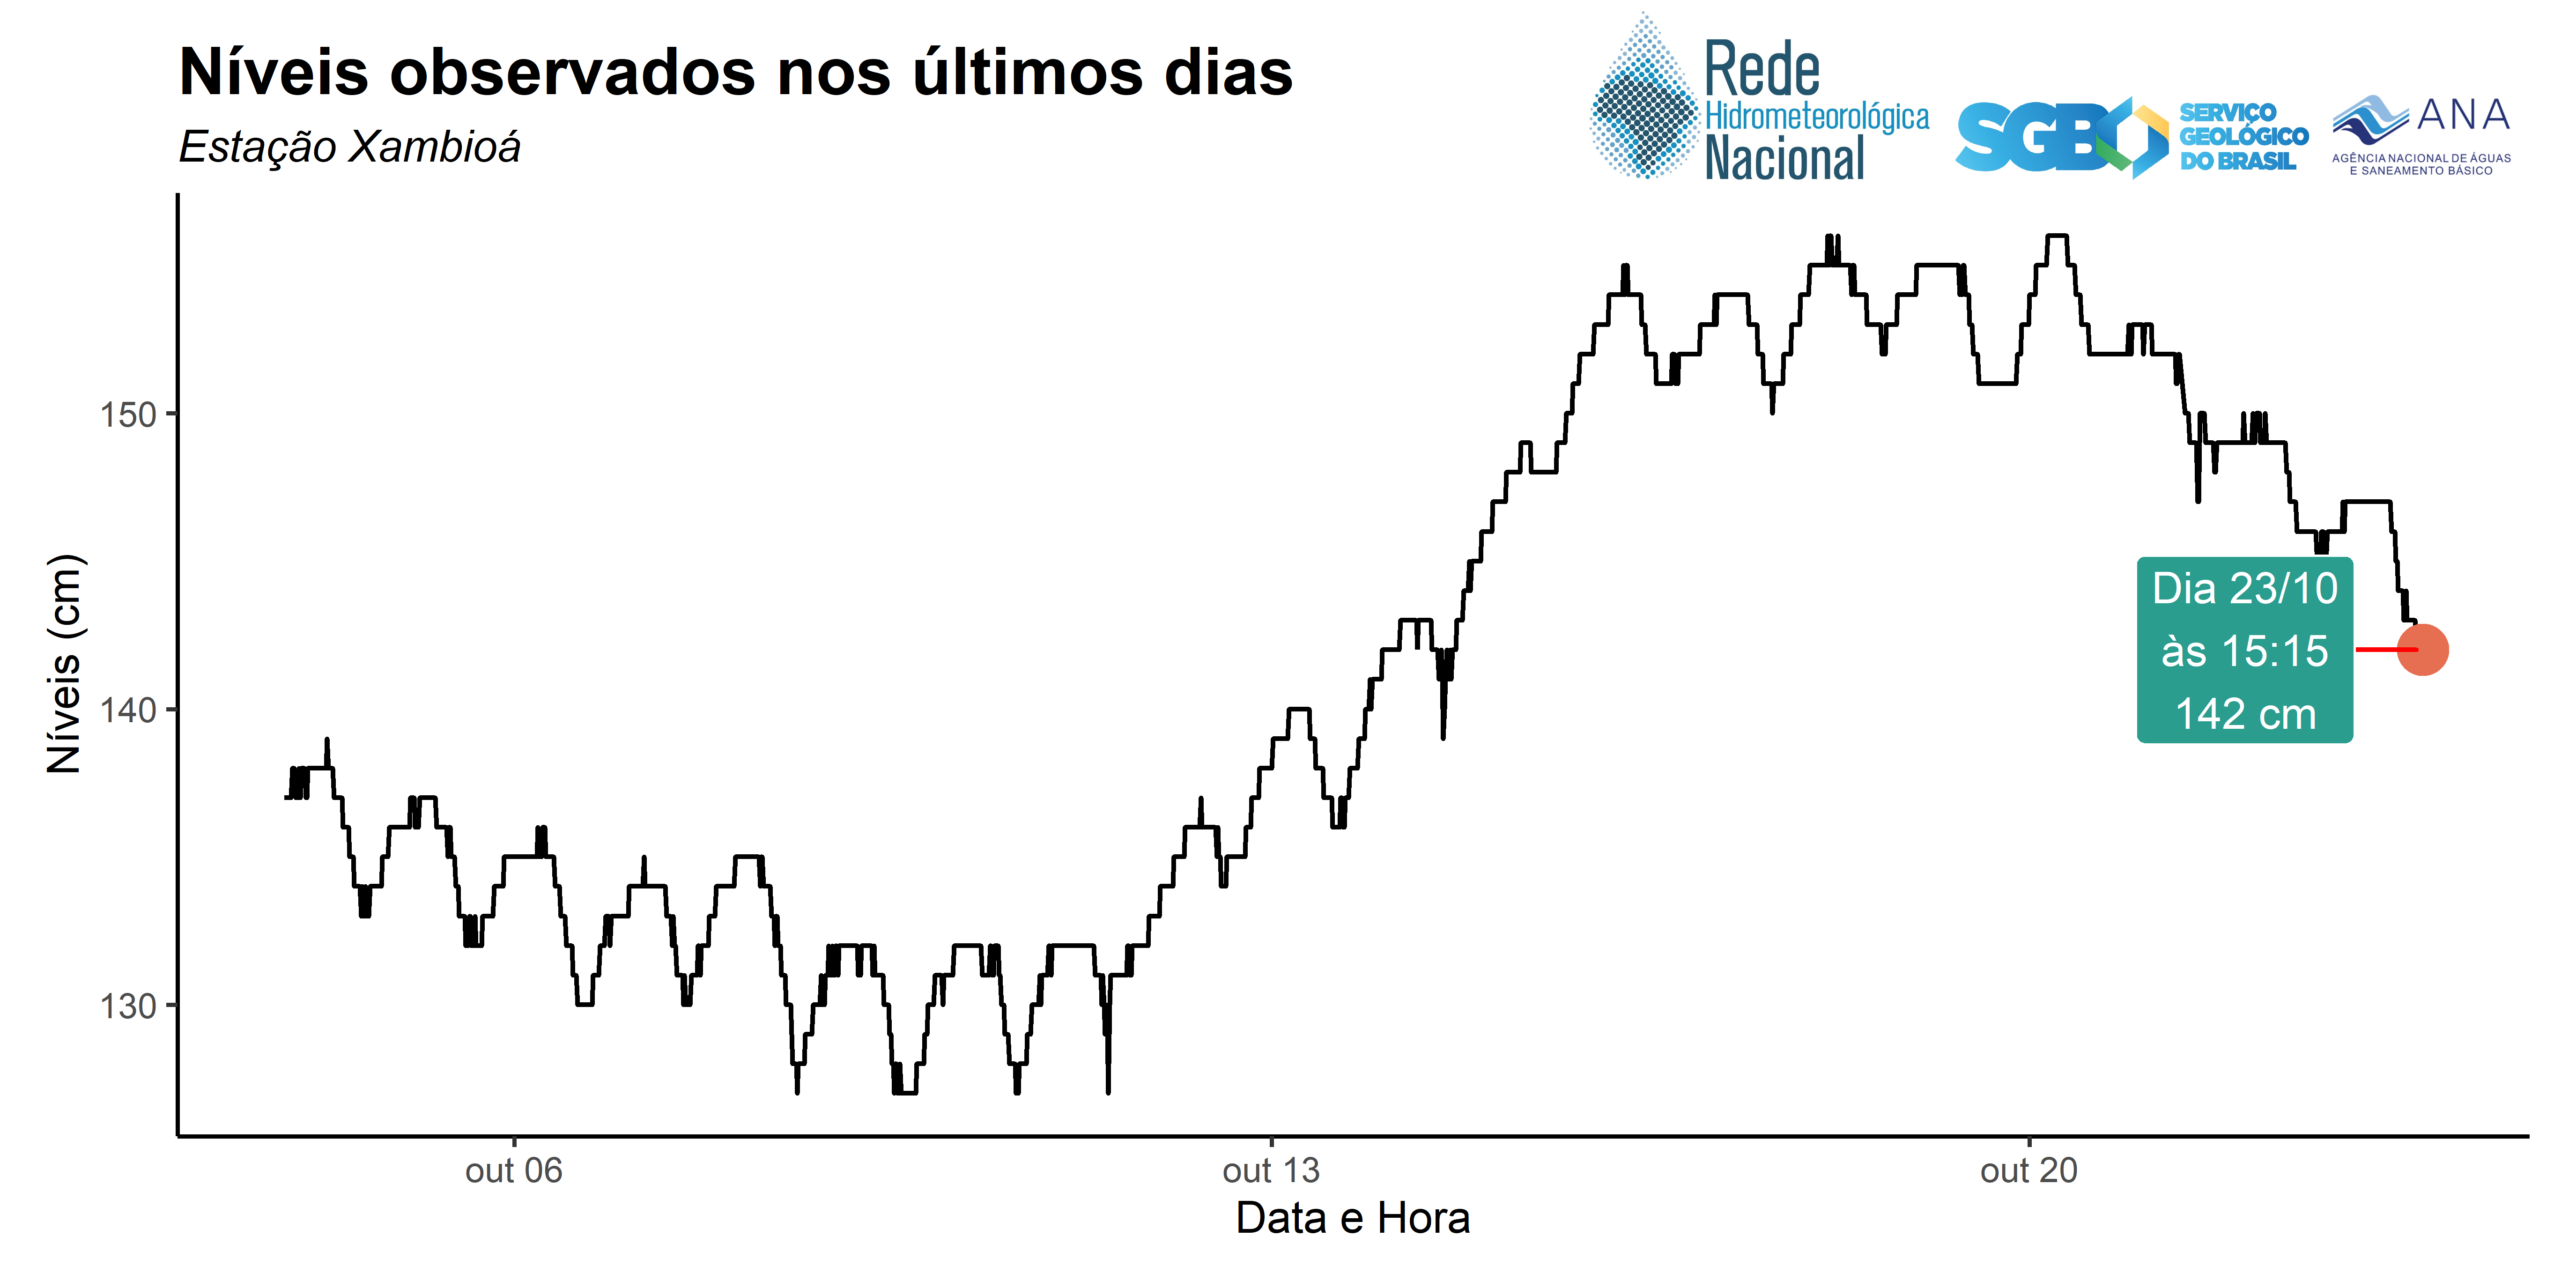 Níveis observados nos últimos dias
Estação Xambioá
Rede
Hidrometeorológica
Nacional
SGB
SERVIÇO
GEOLÓGICO
DO BRASIL
ANA
AGÊNCIA NACIONAL DE ÁGUAS
E SANEAMENTO BÁSICO
Níveis (cm)
150
140
130
Dia 23/10
às 15:15
142 cm
out 06
out 13
out 20
Data e Hora